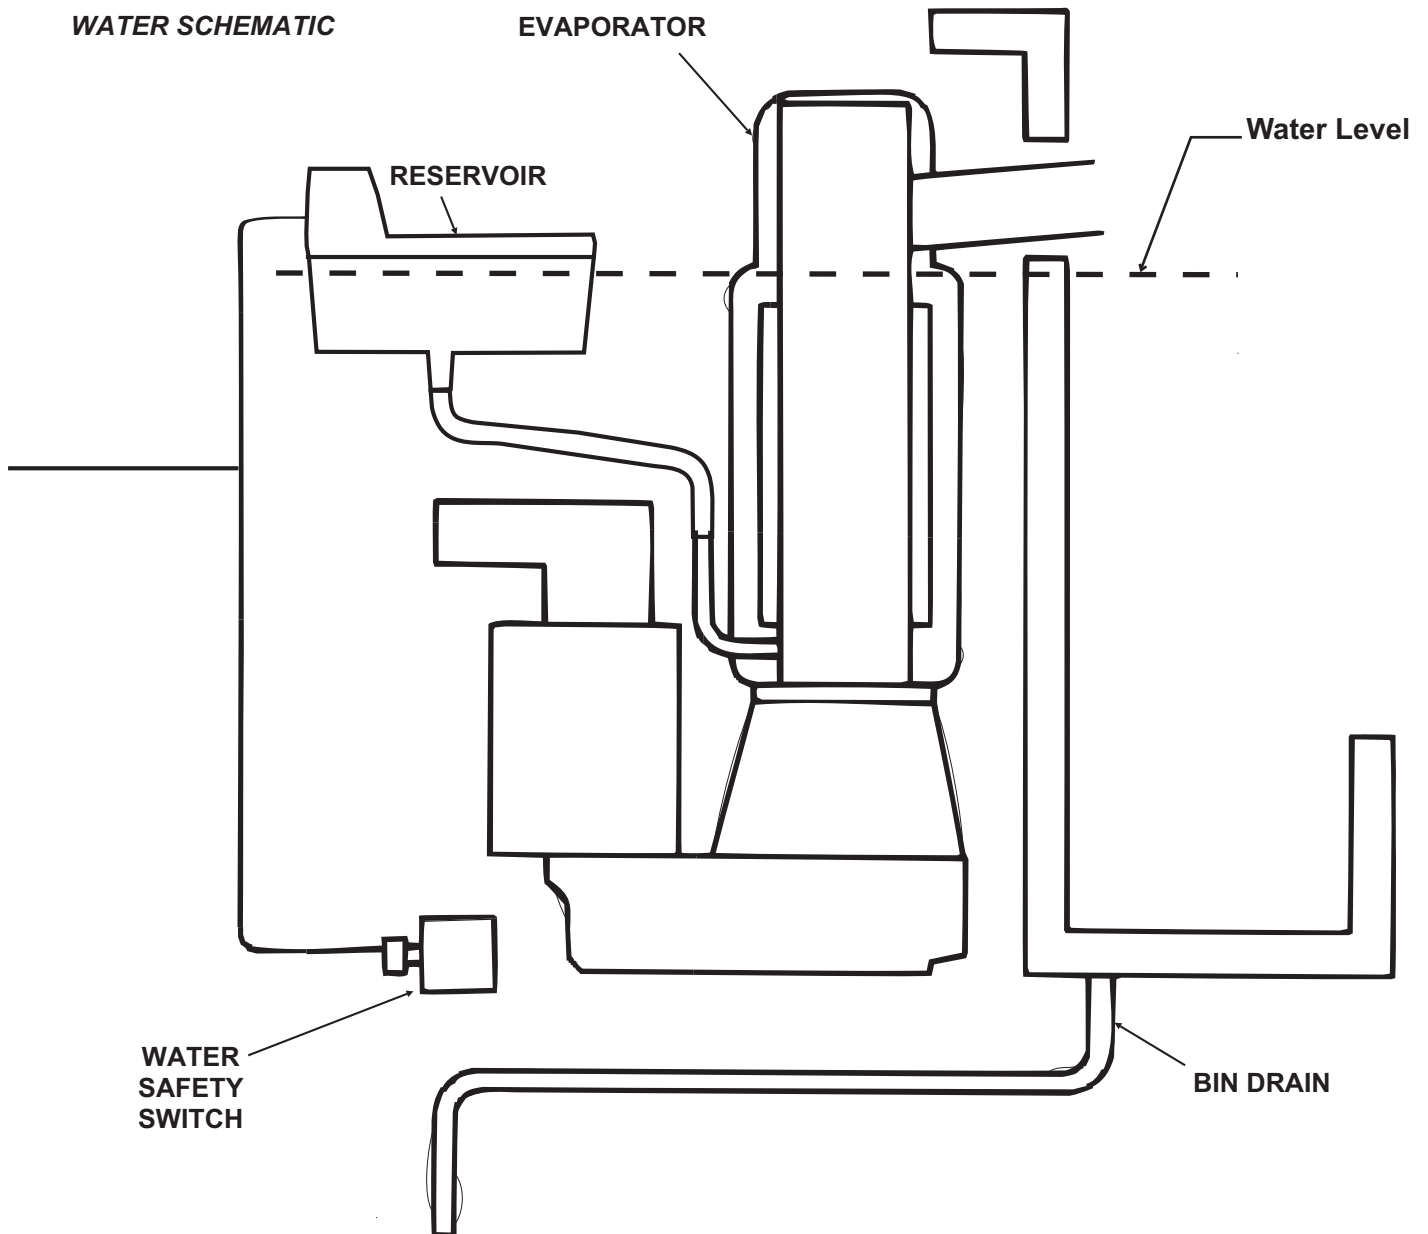 WATER SCHEMATIC
EVAPORATOR
Water Level
RESERVOIR
WATER
SAFETY
SWITCH
BIN DRAIN